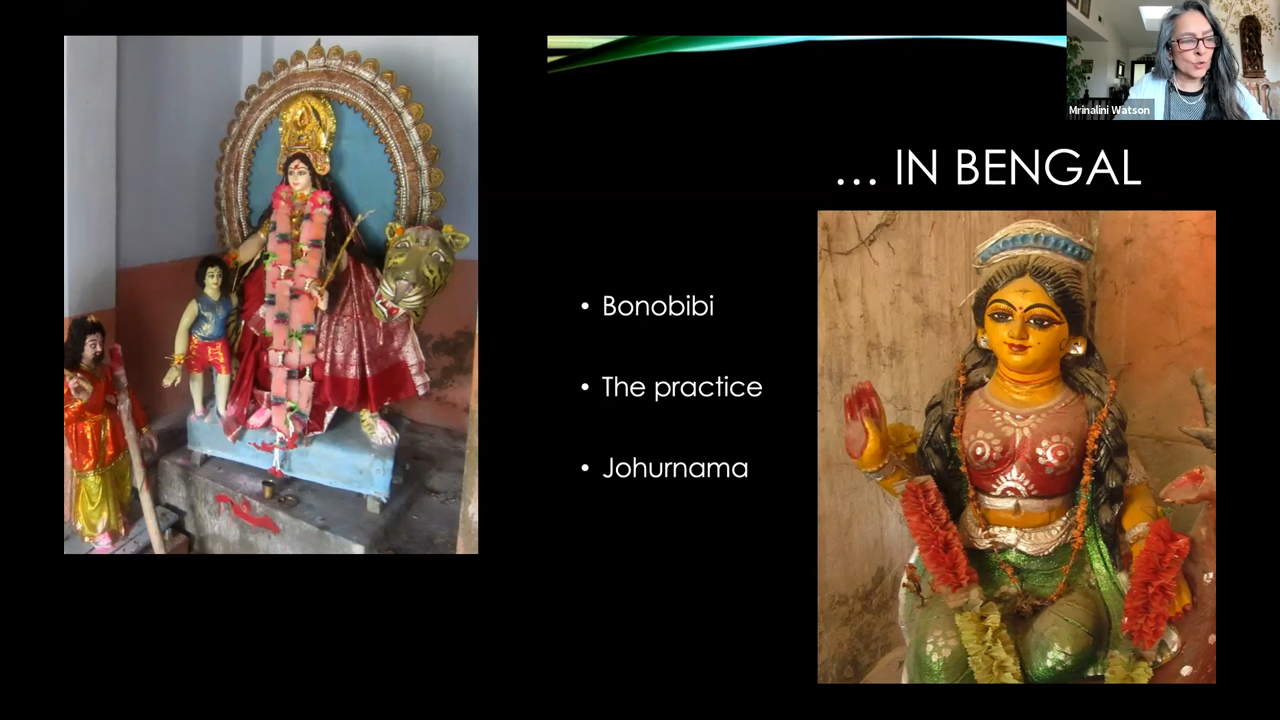 Mrinalini Watson
... IN BENGAL
• Bonobibi
• The practice
• Johurnama